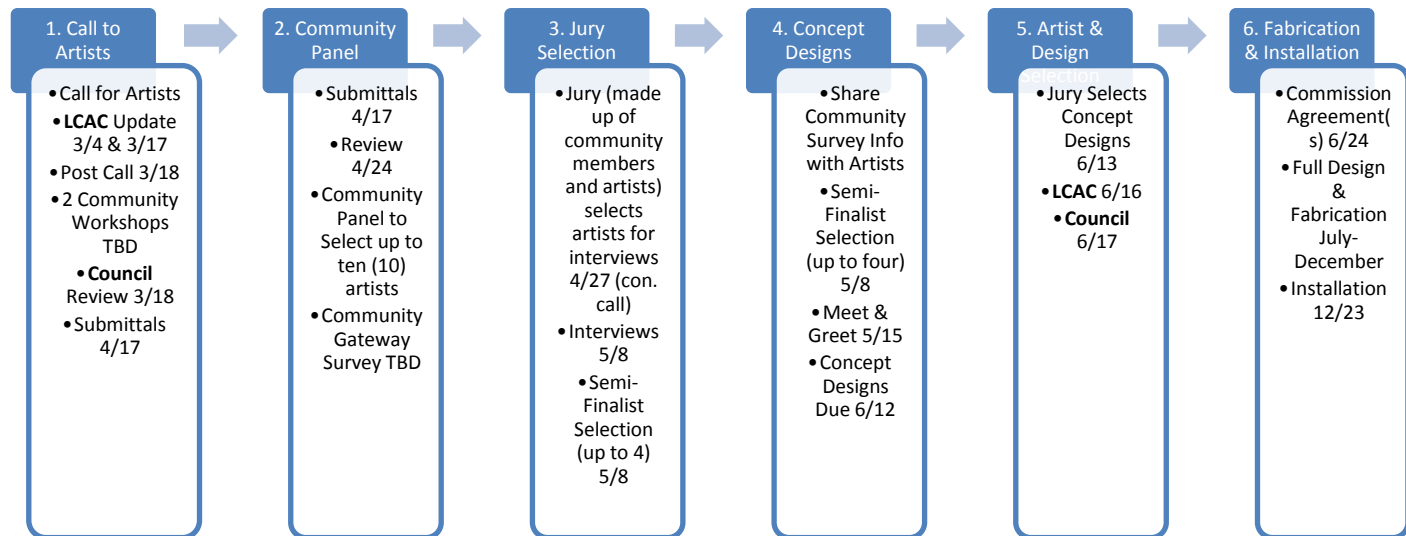 1. Call to
Artists
•Call for Artists
•LCAC Update
3/4 & 3/17
•Post Call 3/18
•2 Community
Workshops
TBD
•Council
Review 3/18
•Submittals
4/17
2. Community
Panel
•Submittals
4/17
•Review
4/24
•Community
Panel to
Select up to
ten (10)
artists
•Community
Gateway
Survey TBD
3. Jury
Selection
•Jury (made
up of
community
members
and artists)
selects
artists for
interviews
4/27 (con.
call)
•Interviews
5/8
•Semi-
Finalist
Selection
(up to 4)
5/8
4. Concept
Designs
•Share
Community
Survey Info
with Artists
•Semi-
Finalist
Selection
(up to four)
5/8
•Meet &
Greet 5/15
•Concept
Designs
Due 6/12
5. Artist &
Design
Selection
•Jury Selects
Concept
Designs
6/13
•LCAC 6/16
•Council
6/17
6. Fabrication
& Installation
•Commission
Agreement(
s) 6/24
•Full Design
&
Fabrication
July-
December
•Installation
12/23